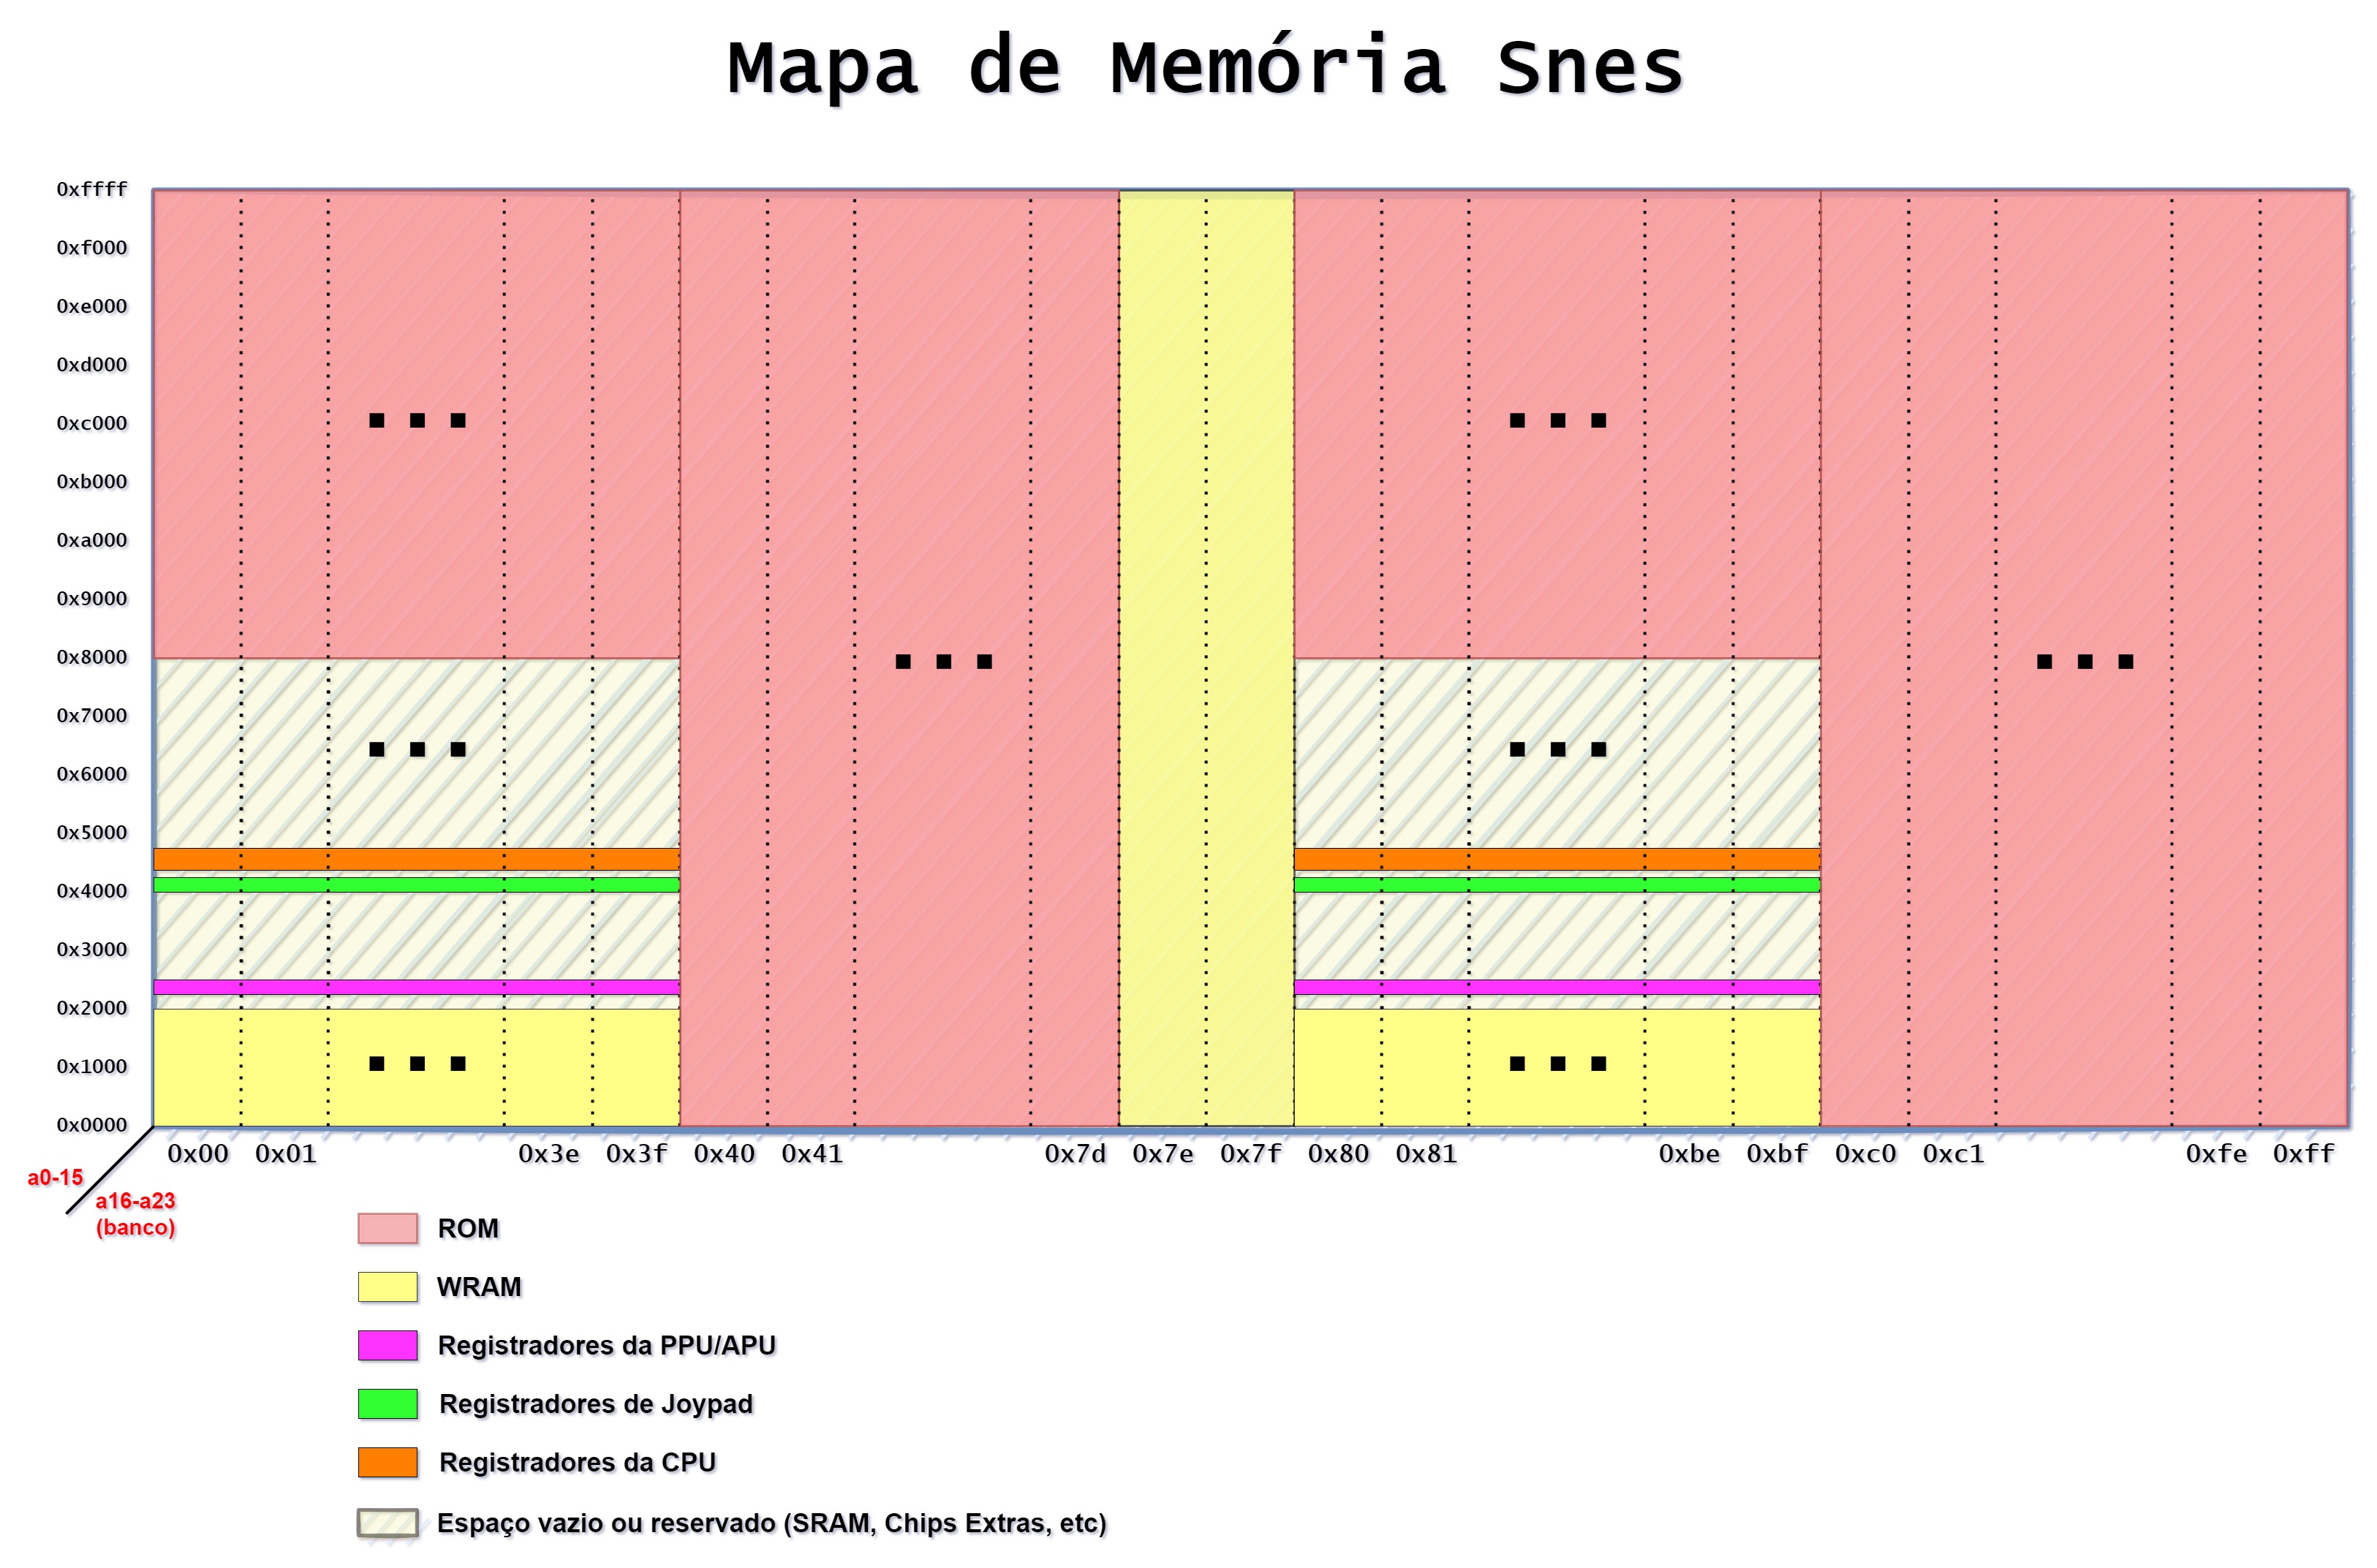 Mapa de Memória Snes
0xffff
0xf000
0xe000
0xd000
0xc000
0xb000
0xa000
0x9000
0x8000
0x7000
0x6000
0x5000
0x4000
0x3000
0x2000
0x1000
0x0000
0x00 0x01 0x3e 0x3f 0x40 0x41 0x7d 0x7e 0x7f 0x80 0x81 0xbe 0xbf 0xc0 0xc1 0xfe 0xff
a0-15
a16-a23
(banco)
ROM
WRAM
Registradores da PPU/APU
Registradores de Joypad
Registradores da CPU
Espaço vazio ou reservado (SRAM, Chips Extras, etc)